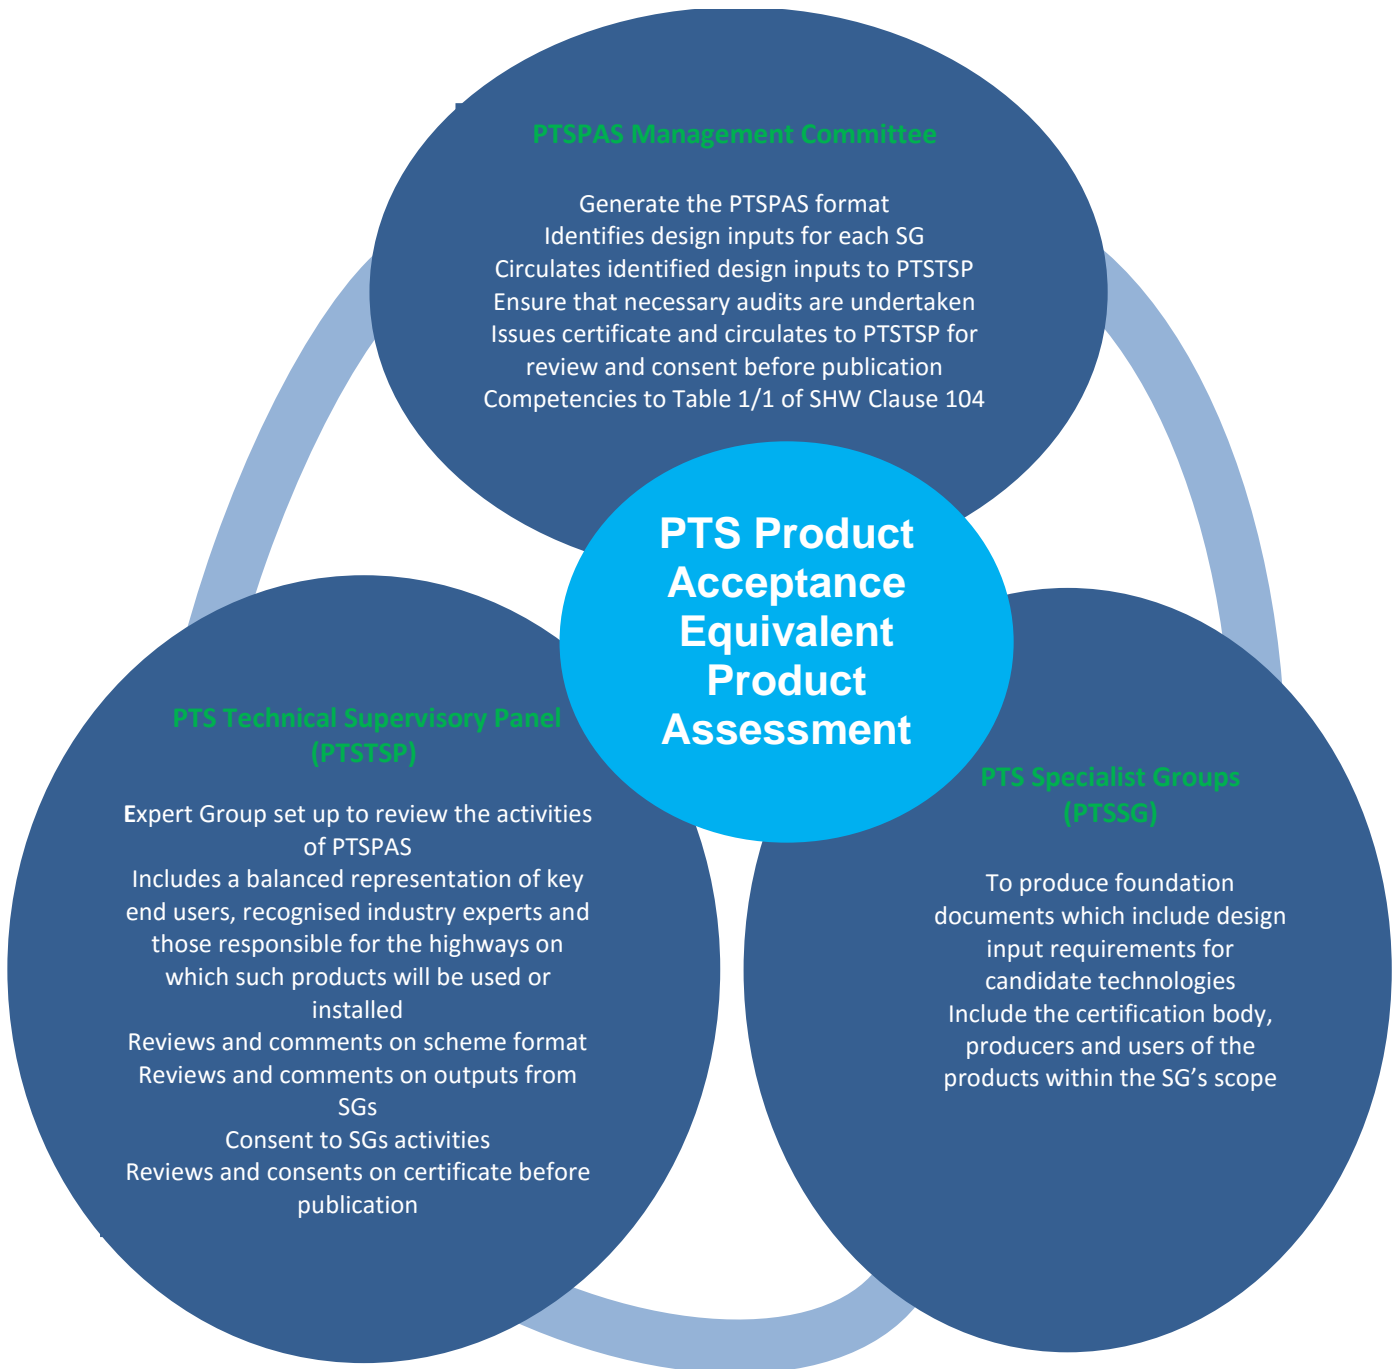 PTSPAS Management Committee
Generate the PTSPAS format
Identifies design inputs for each SG
Circulates identified design inputs to PTSTSP
Ensure that necessary audits are undertaken
Issues certificate and circulates to PTSTSP for
review and consent before publication
Competencies to Table 1/1 of SHW Clause 104
PTS Product
Acceptance
Equivalent
Product
Assessment
PTS Technical Supervisory Panel
(PTSTSP)
Expert Group set up to review the activities
of PTSPAS
Includes a balanced representation of key
end users, recognised industry experts and
those responsible for the highways on
which such products will be used or
installed
Reviews and comments on scheme format
Reviews and comments on outputs from
SGs
Consent to SGs activities
Reviews and consents on certificate before
publication
PTS Specialist Groups
(PTSSG)
To produce foundation
documents which include design
input requirements for
candidate technologies
Include the certification body,
producers and users of the
products within the SG’s scope